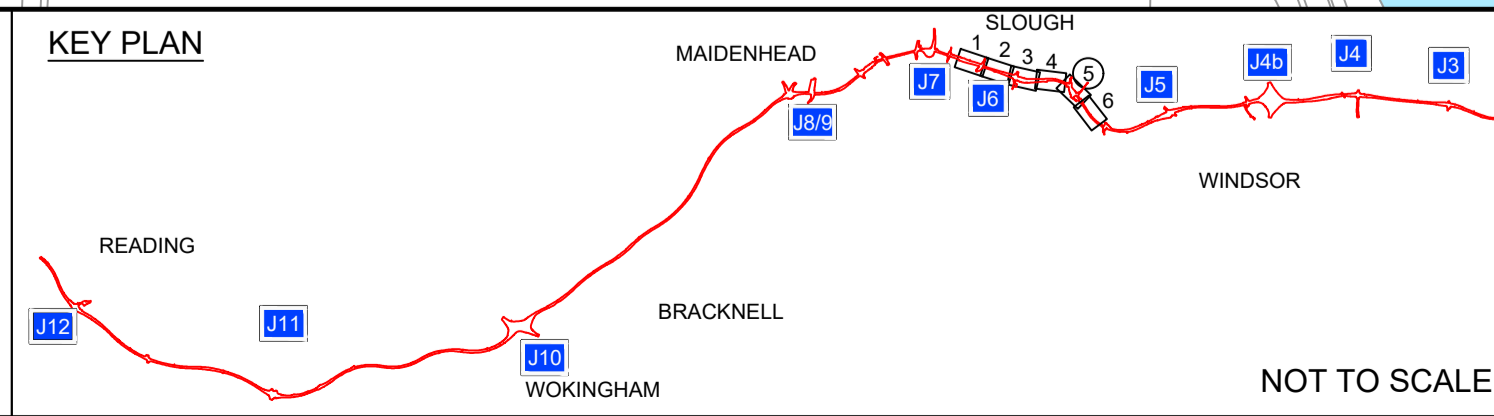 KEY PLAN
SLOUGH
MAIDENHEAD
1
2
3
4
5
6
J7
J6
J5
J4b
J4
J3
J8/9
WINDSOR
READING
BRACKNELL
J12
J11
J10
WOKINGHAM
NOT TO SCALE